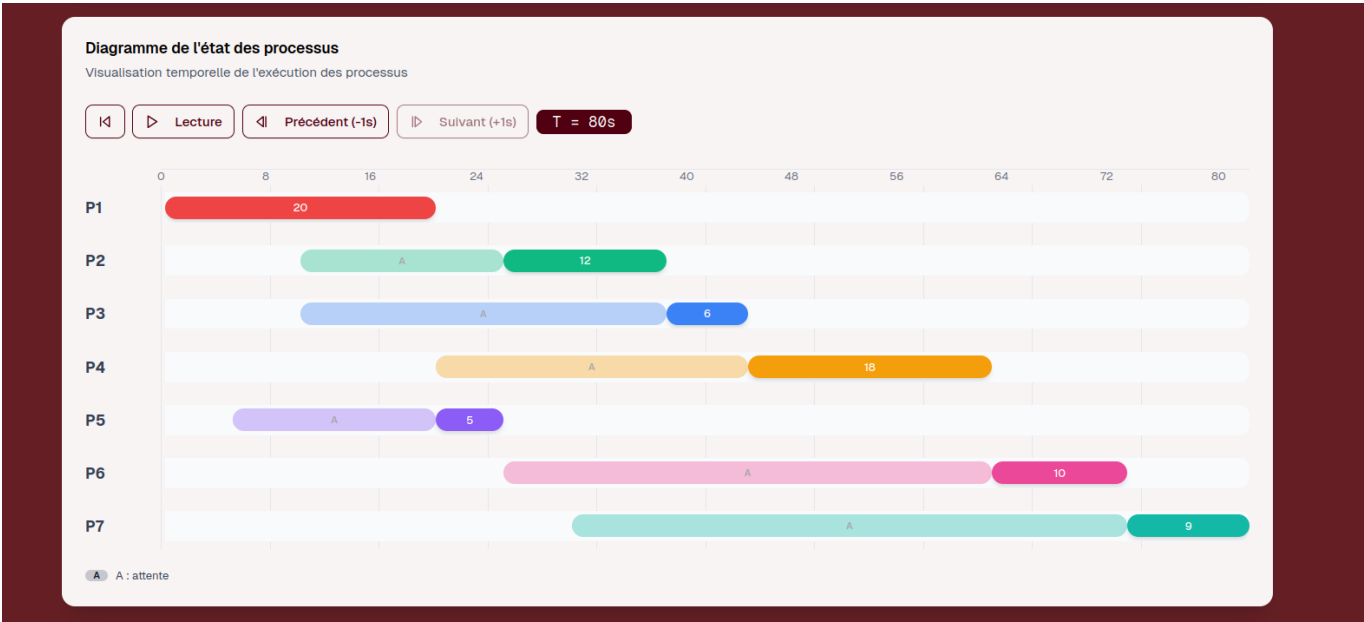 Diagramme de l'état des processus
Visualisation temporelle de l'exécution des processus
Lecture Précédent (-1s) Suivant (+1s) T = 80s
0 8 16 24 32 40 48 56 64 72 80
P1 20
P2 A 12
P3 A 6
P4 A 18
P5 A 5
P6 A 10
P7 A 9
A A : attente